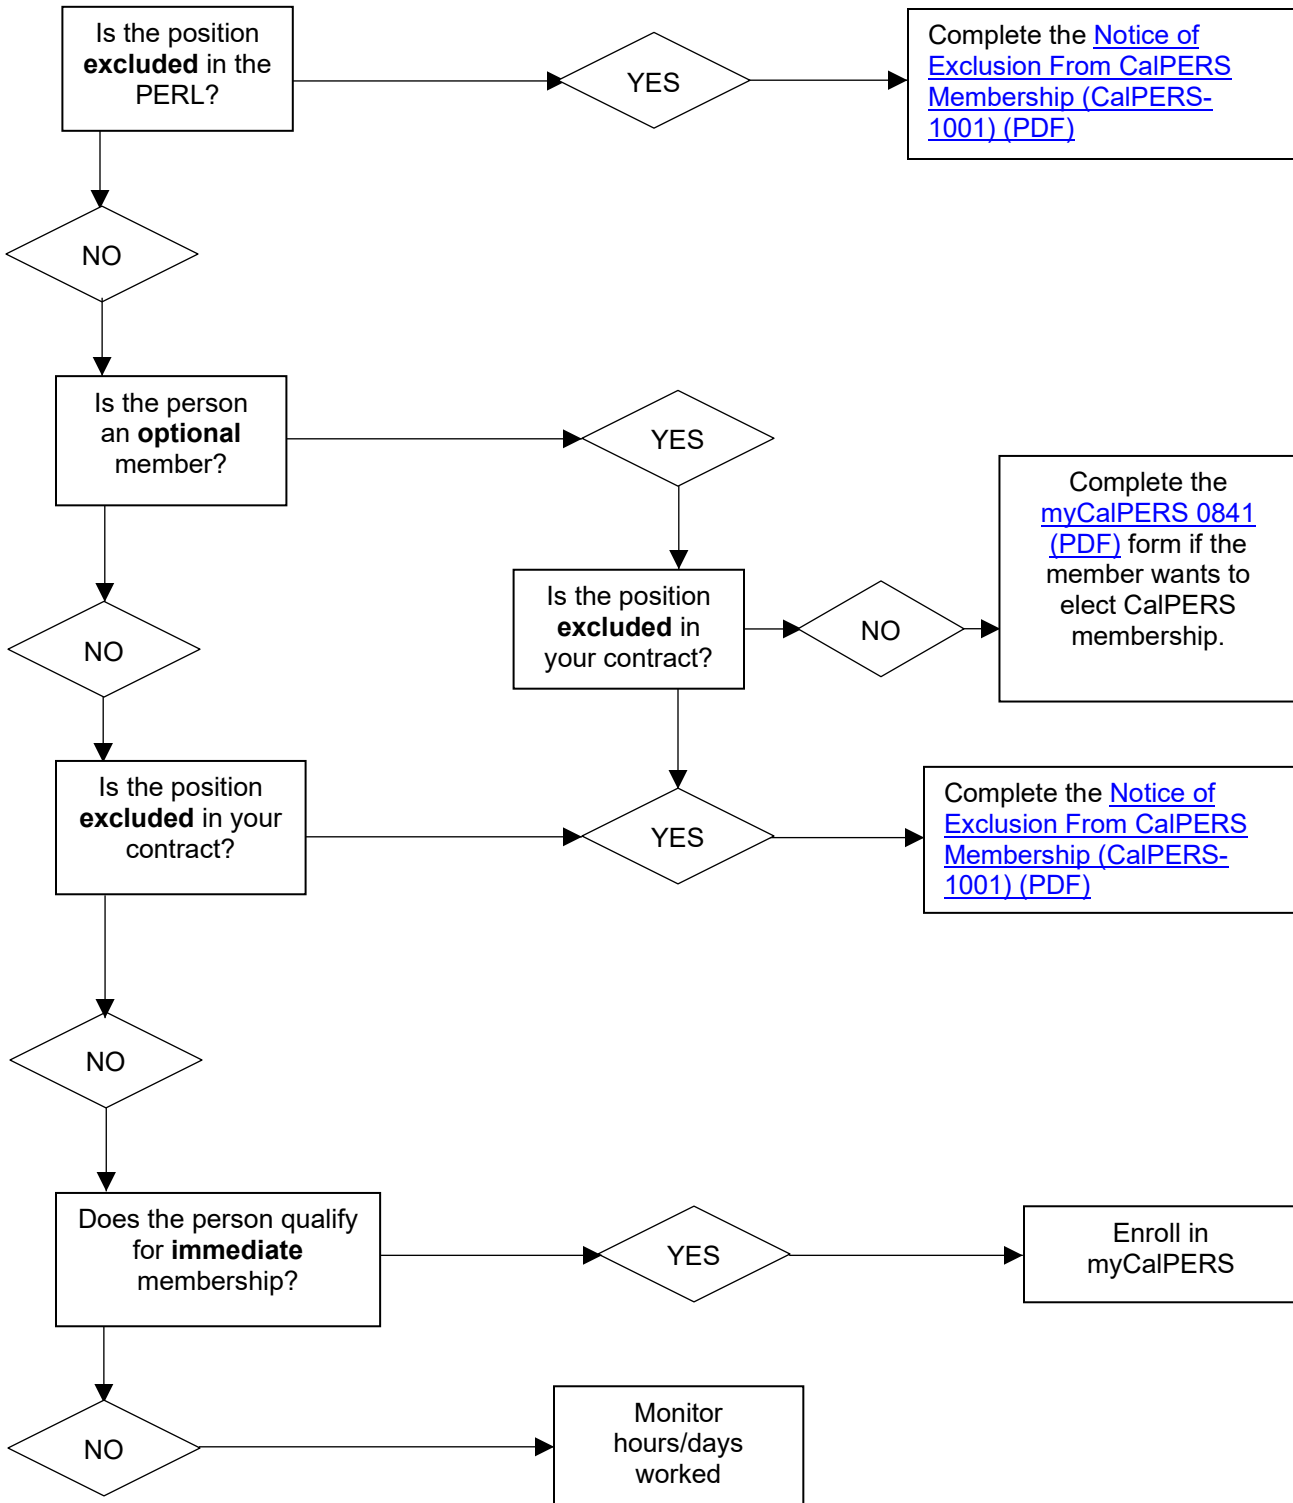 Is the position
excluded in the
PERL?
YES
Complete the Notice of
Exclusion From CalPERS
Membership (CalPERS-
1001) (PDF)
NO
Is the person
an optional
member?
YES
Is the position
excluded in
your contract?
NO
Complete the
myCalPERS 0841
(PDF) form if the
member wants to
elect CalPERS
membership.
NO
Is the position
excluded in your
contract?
YES
Complete the Notice of
Exclusion From CalPERS
Membership (CalPERS-
1001) (PDF)
NO
Does the person qualify
for immediate
membership?
YES
Enroll in
myCalPERS
NO
Monitor
hours/days
worked